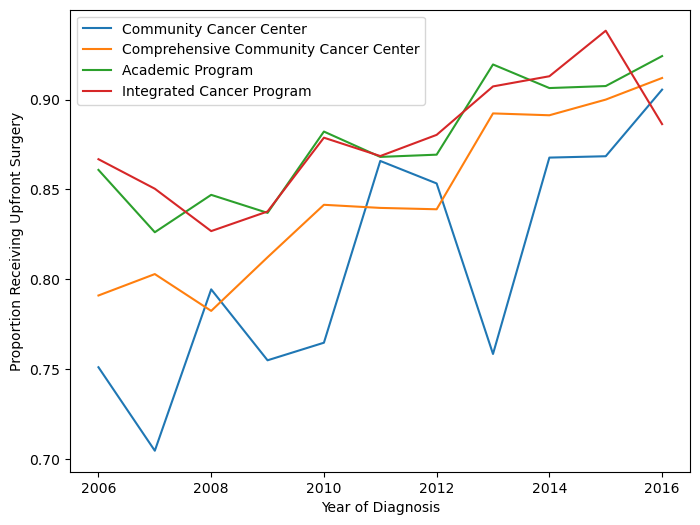 Community Cancer Center
Comprehensive Community Cancer Center
Academic Program
Integrated Cancer Program
Proportion Receiving Upfront Surgery
0.90
0.85
0.80
0.75
0.70
2006 2008 2010 2012 2014 2016
Year of Diagnosis